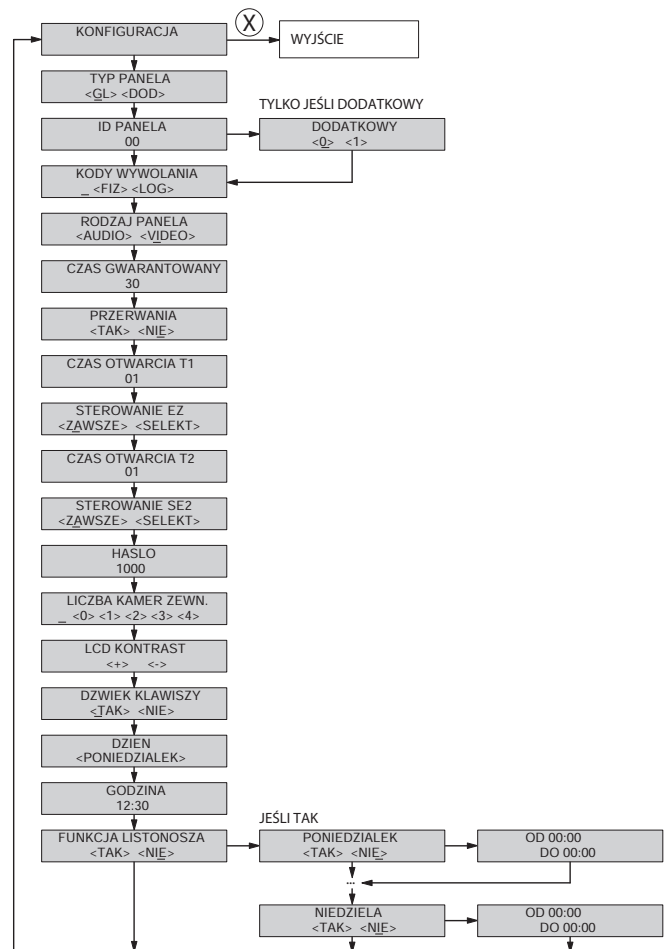 KONFIGURACJA
X
WYJŚCIE
TYP PANELA
<GL> <DOD>
TYLKO JEŚLI DODATKOWY
ID PANELA
00
DODATKOWY
<0> <1>
KODY WYWOLANIA
_ <FIZ> <LOG>
RODZAJ PANELA
<AUDIO> <VIDEO>
CZAS GWARANTOWANY
30
PRZERWANIA
<TAK> <NIE>
CZAS OTWARCIA T1
01
STEROWANIE EZ
<ZAWSZE> <SELEKT>
CZAS OTWARCIA T2
01
STEROWANIE SE2
<ZAWSZE> <SELEKT>
HASLO
1000
LICZBA KAMER ZEWN.
_ <0> <1> <2> <3> <4>
LCD KONTRAST
<+> <->
DZWIEK KLAWISZY
<TAK> <NIE>
DZIEN
<PONIEDZIALEK>
GODZINA
12:30
JEŚLI TAK
FUNKCJA LISTONOSZA
<TAK> <NIE>
PONIEDZIALEK
<TAK> <NIE>
OD 00:00
DO 00:00
...
NIEDZIELA
<TAK> <NIE>
OD 00:00
DO 00:00